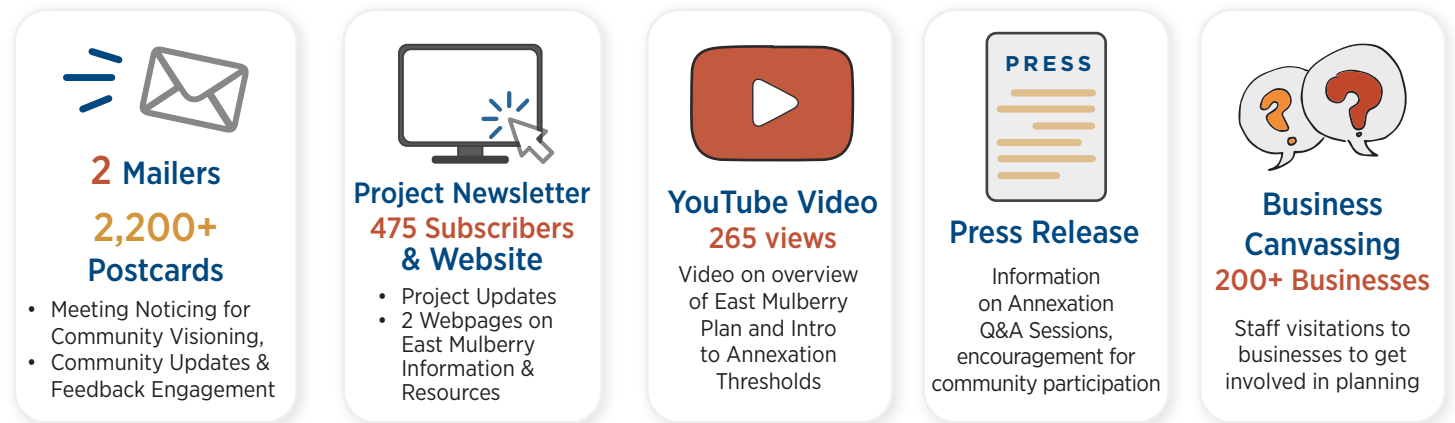 2 Mailers
2,200+
Postcards
• Meeting Noticing for
Community Visioning,
• Community Updates &
Feedback Engagement
Project Newsletter
475 Subscribers
& Website
• Project Updates
• 2 Webpages on
East Mulberry
Information &
Resources
YouTube Video
265 views
Video on overview
of East Mulberry
Plan and Intro
to Annexation
Thresholds
PRESS
Press Release
Information
on Annexation
Q&A Sessions,
encouragement for
community participation
? ?
Business
Canvassing
200+ Businesses
Staff visitations to
businesses to get
involved in planning